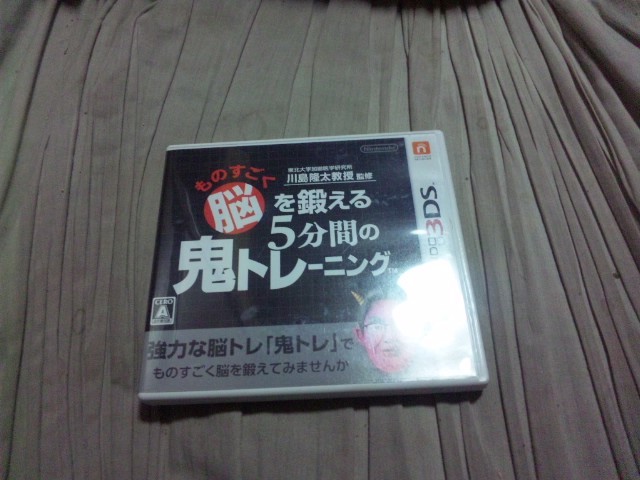 東北大学加齢医学研究所
川島隆太教授 監修
Nintendo
ものすごく
脳を鍛える
5分間の
鬼トレーニング
TM
NINTENDO 3DS
CERO
A
強力な脳トレ「鬼トレ」で
ものすごく脳を鍛えてみませんか